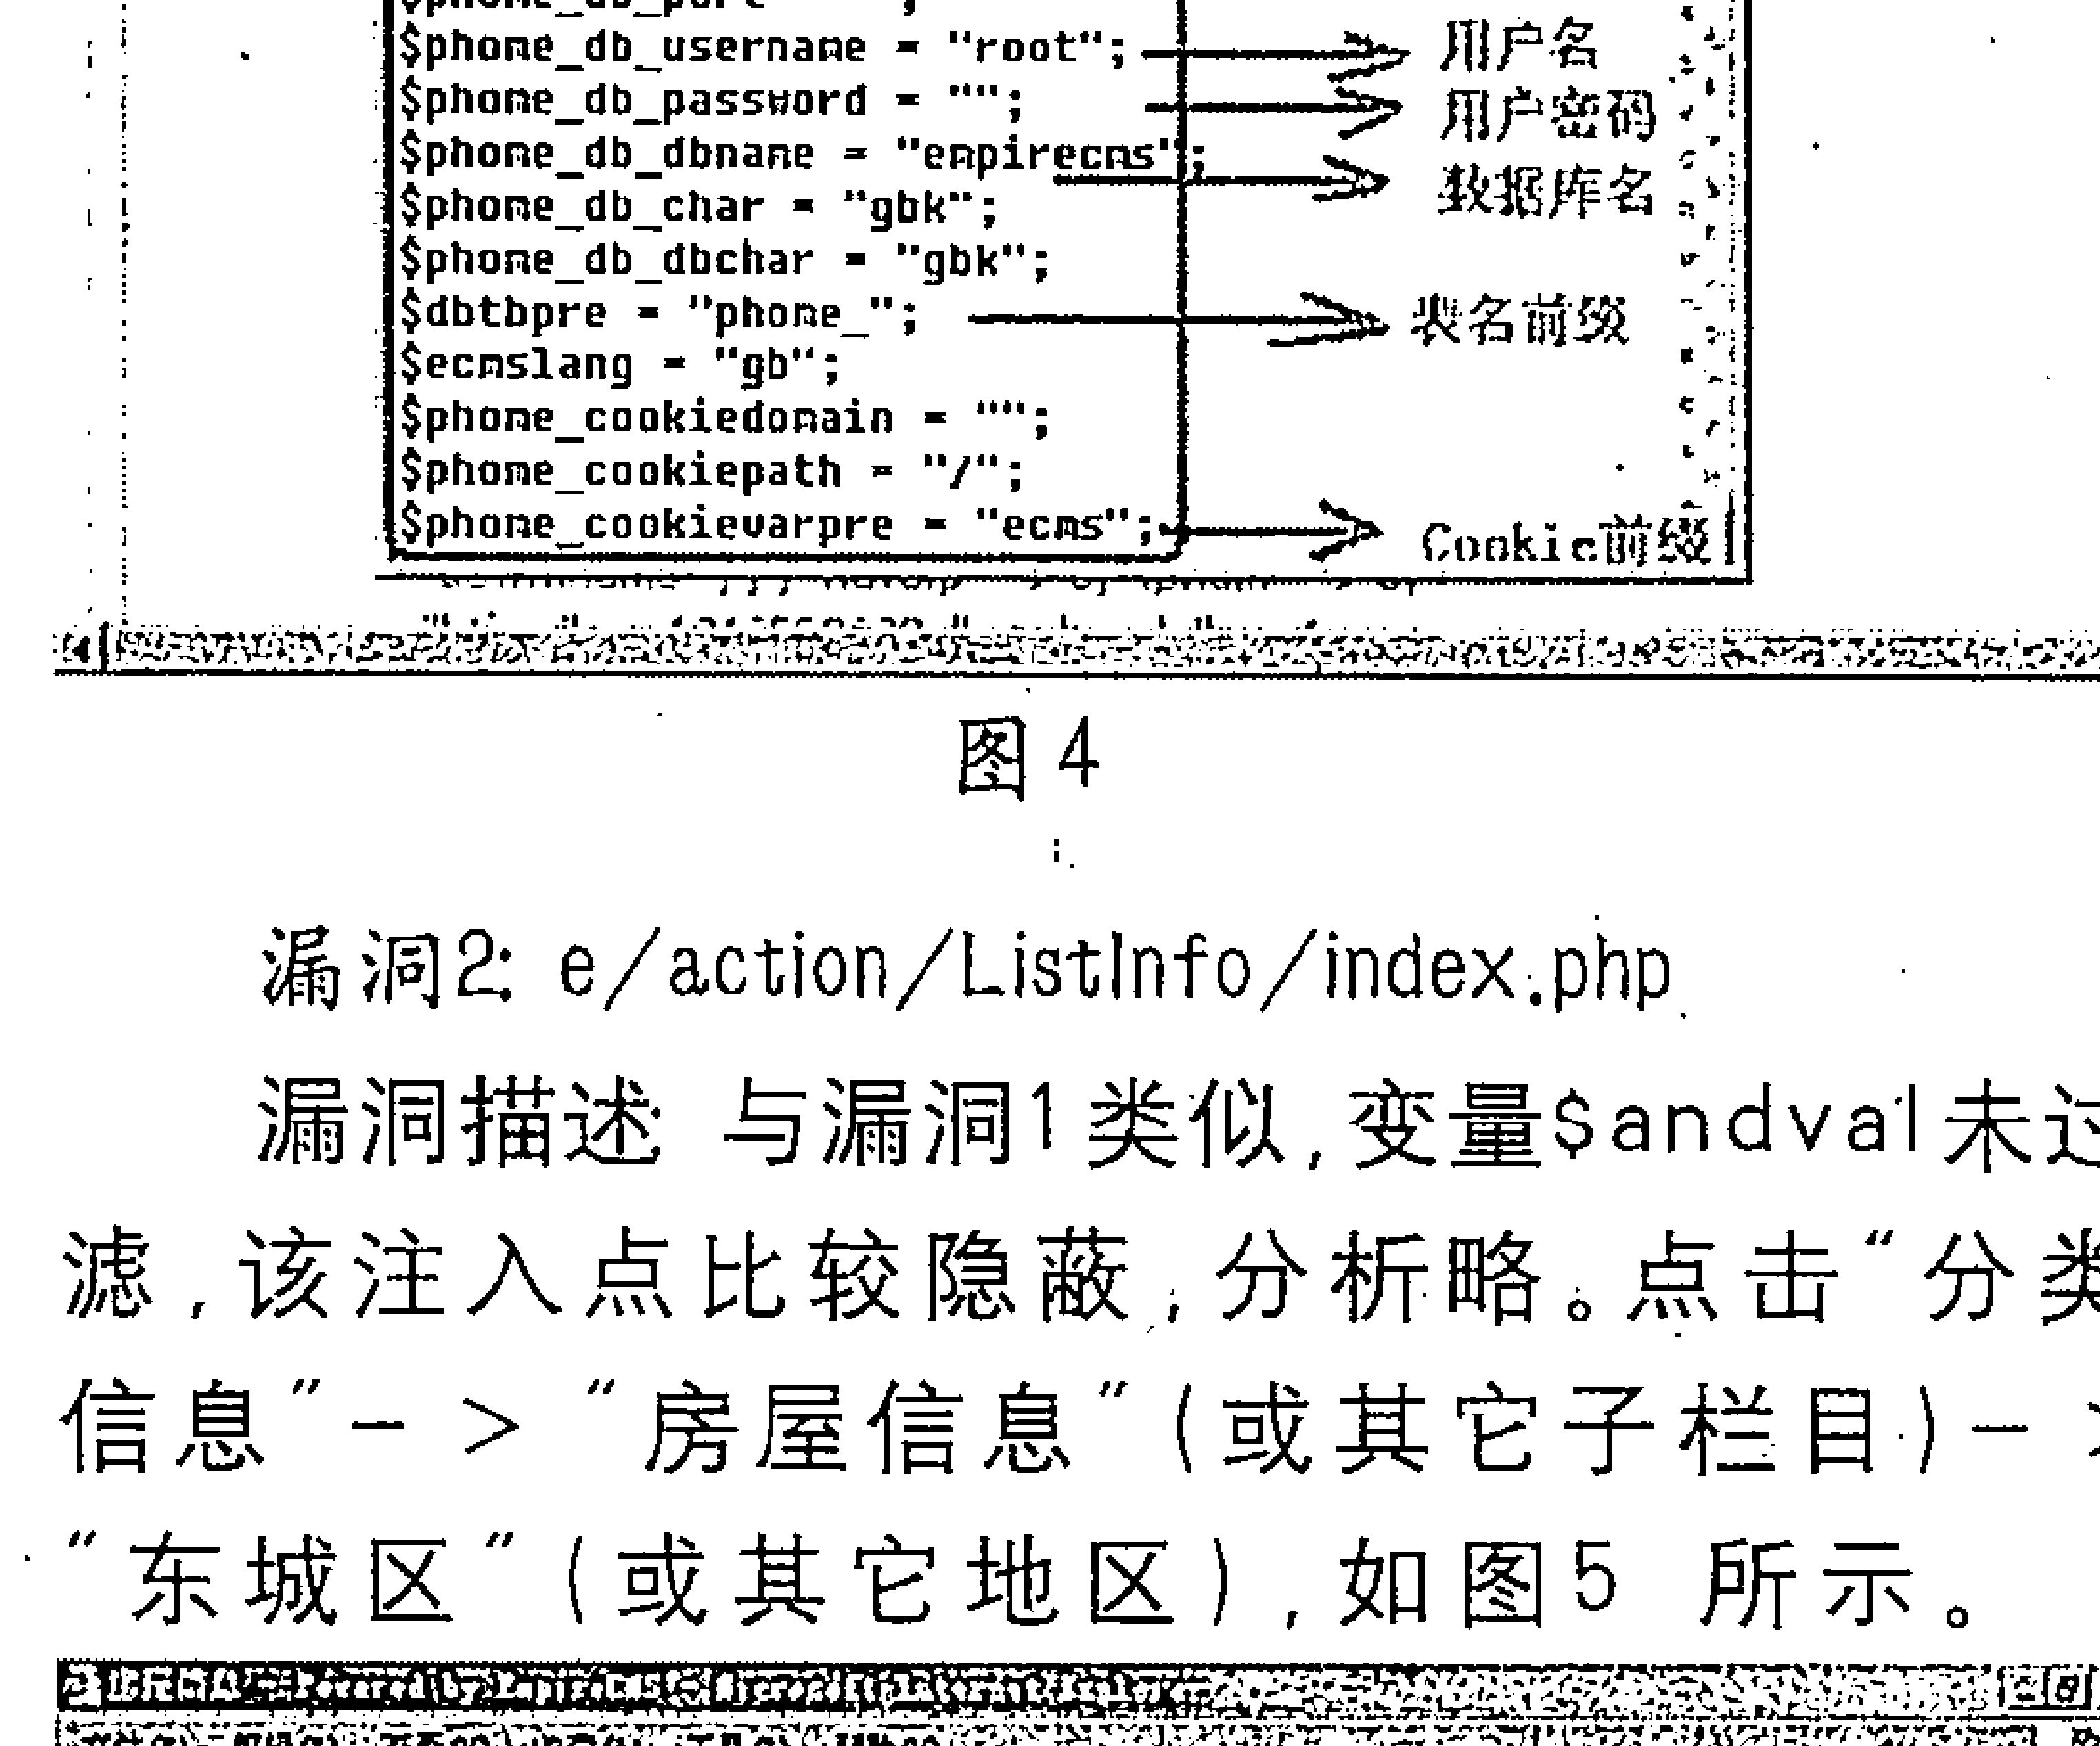 $phome_db_username = "root"; 用户名
$phome_db_password = ""; 用户密码
$phome_db_dbname = "empirecms"; 数据库名
$phome_db_char = "gbk";
$phome_db_dbchar = "gbk";
$dbtbpre = "phome_"; 表名前缀
$ecmslang = "gb";
$phome_cookiedomain = "";
$phome_cookiepath = "/";
$phome_cookievarpre = "ecms"; Cookie前缀
图 4
漏洞2: e/action/ListInfo/index.php
漏洞描述 与漏洞1类似,变量$andval未过
滤,该注入点比较隐蔽,分析略。点击“分类
信息”- > “房屋信息”(或其它子栏目)- >
“东城区”(或其它地区),如图5 所示。